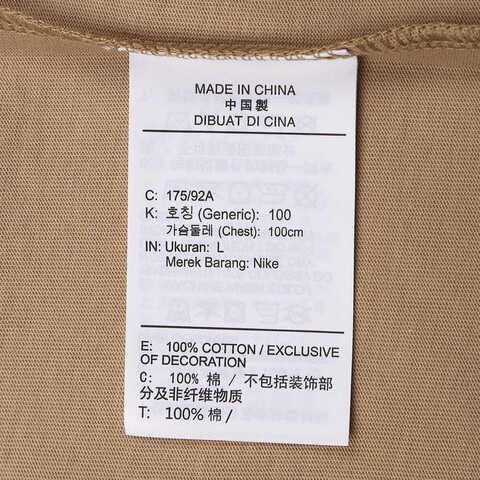 MADE IN CHINA
中国製
DIBUAT DI CINA
C: 175/92A
K: 호칭 (Generic): 100
가슴둘레 (Chest): 100cm
IN: Ukuran: L
Merek Barang: Nike
E: 100% COTTON / EXCLUSIVE
OF DECORATION
C: 100% 棉 / 不包括装饰部
分及非纤维物质
T: 100% 棉 /